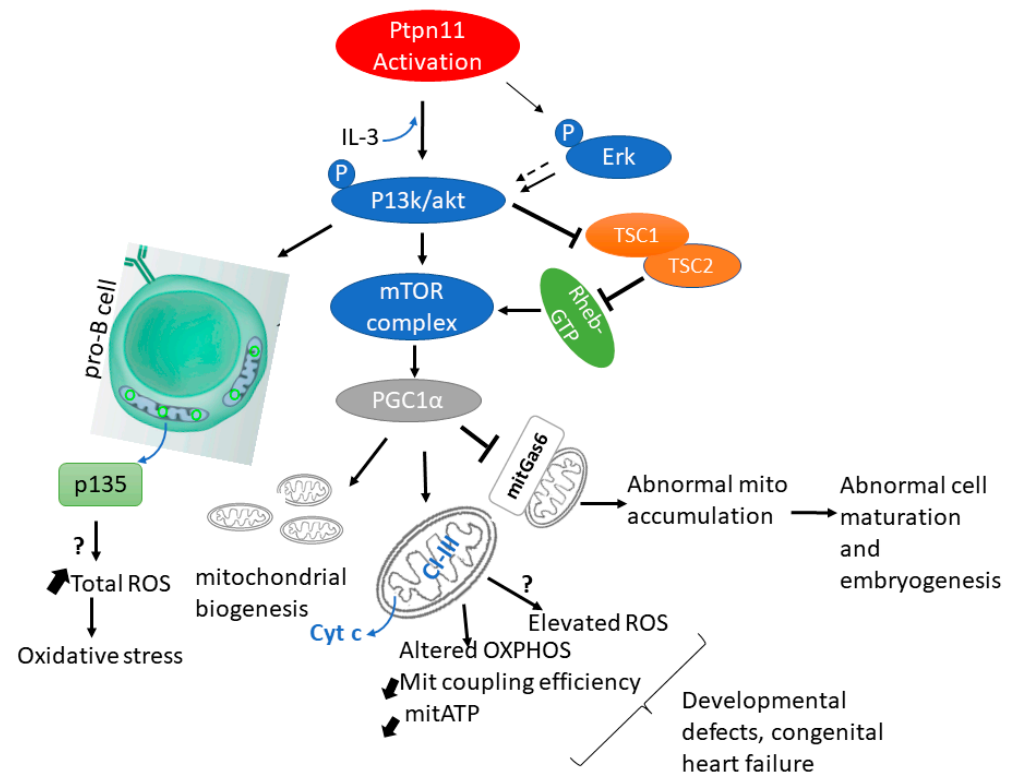 Ptpn11
Activation
IL-3
P
Erk
P
P13k/akt
TSC1
TSC2
pro-B cell
mTOR
complex
Rheb-
GTP
PGC1α
mitGas6
p135
Abnormal mito
accumulation
Abnormal cell
maturation
and
embryogenesis
?
Total ROS
mitochondrial
biogenesis
CI-III
?
Cyt c
Elevated ROS
Oxidative stress
Altered OXPHOS
Mit coupling efficiency
mitATP
Developmental
defects, congenital
heart failure